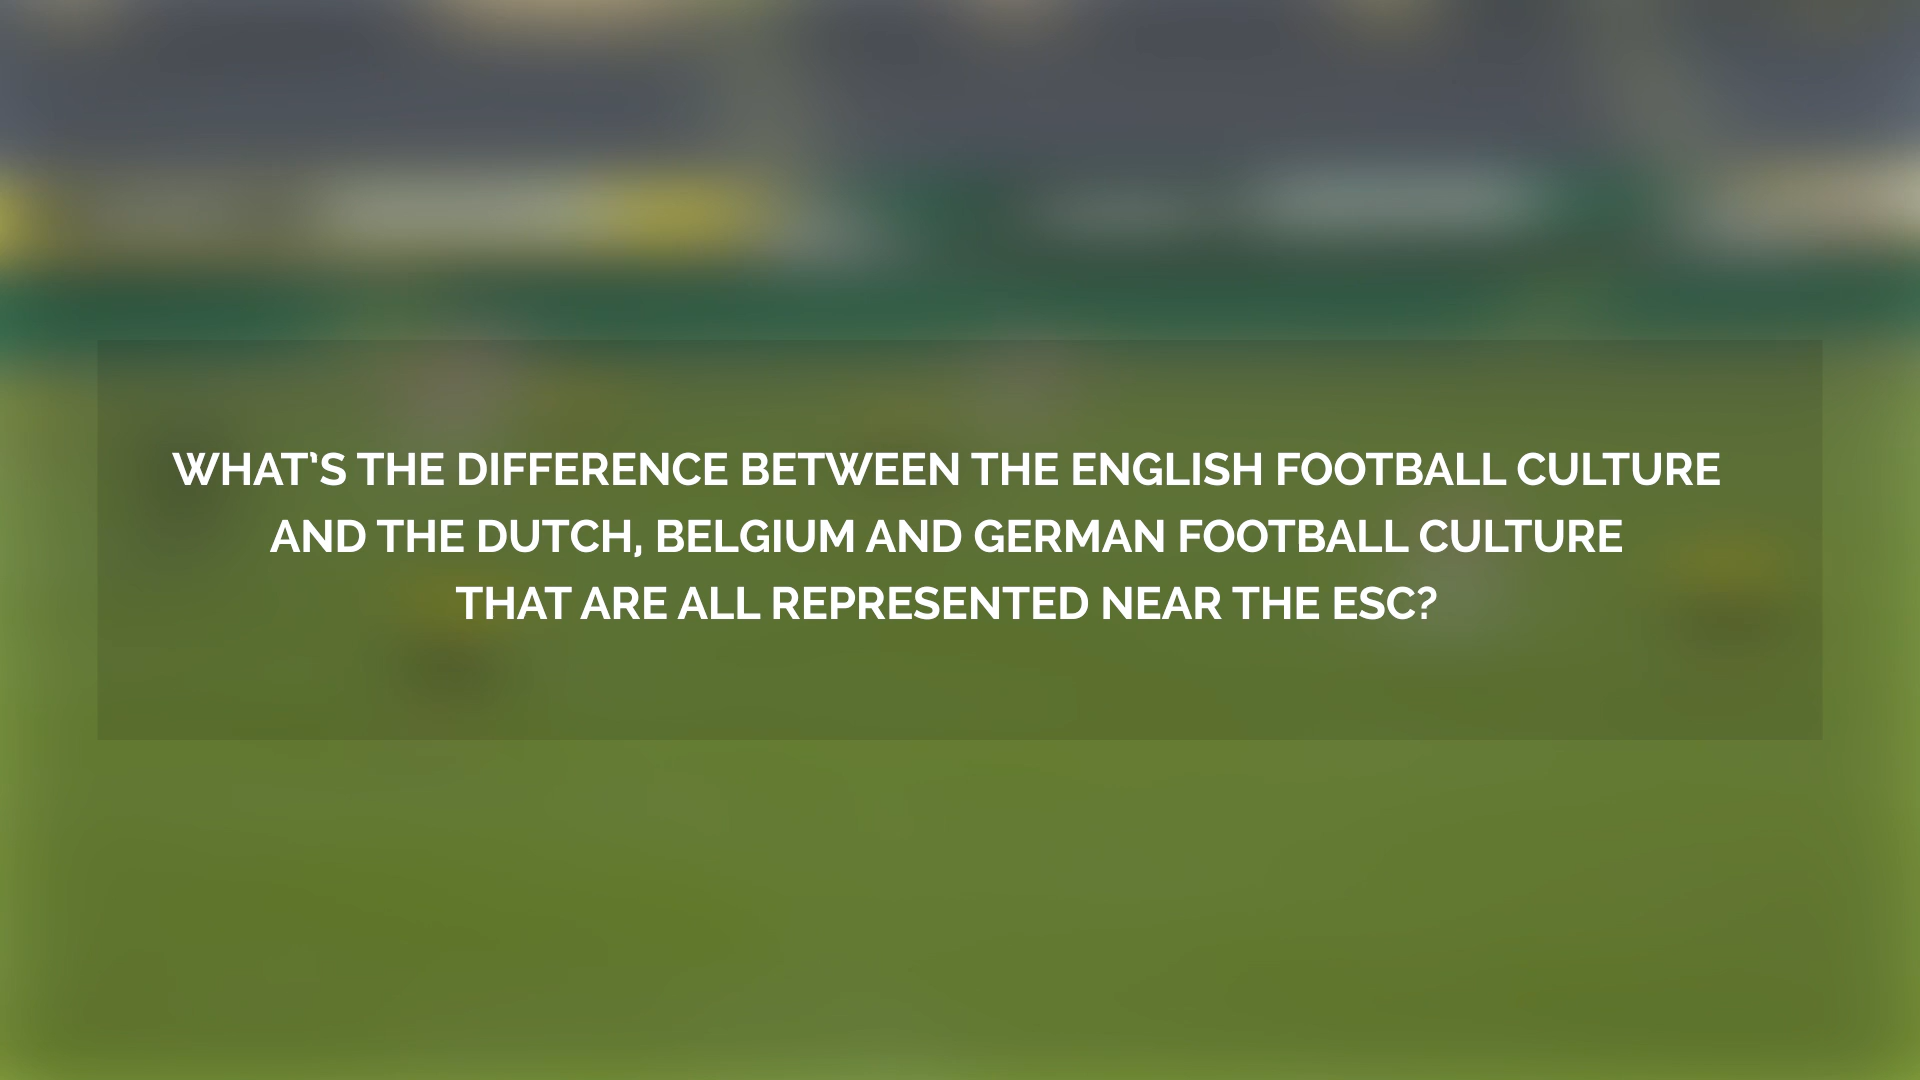 WHAT'S THE DIFFERENCE BETWEEN THE ENGLISH FOOTBALL CULTURE
AND THE DUTCH, BELGIUM AND GERMAN FOOTBALL CULTURE
THAT ARE ALL REPRESENTED NEAR THE ESC?